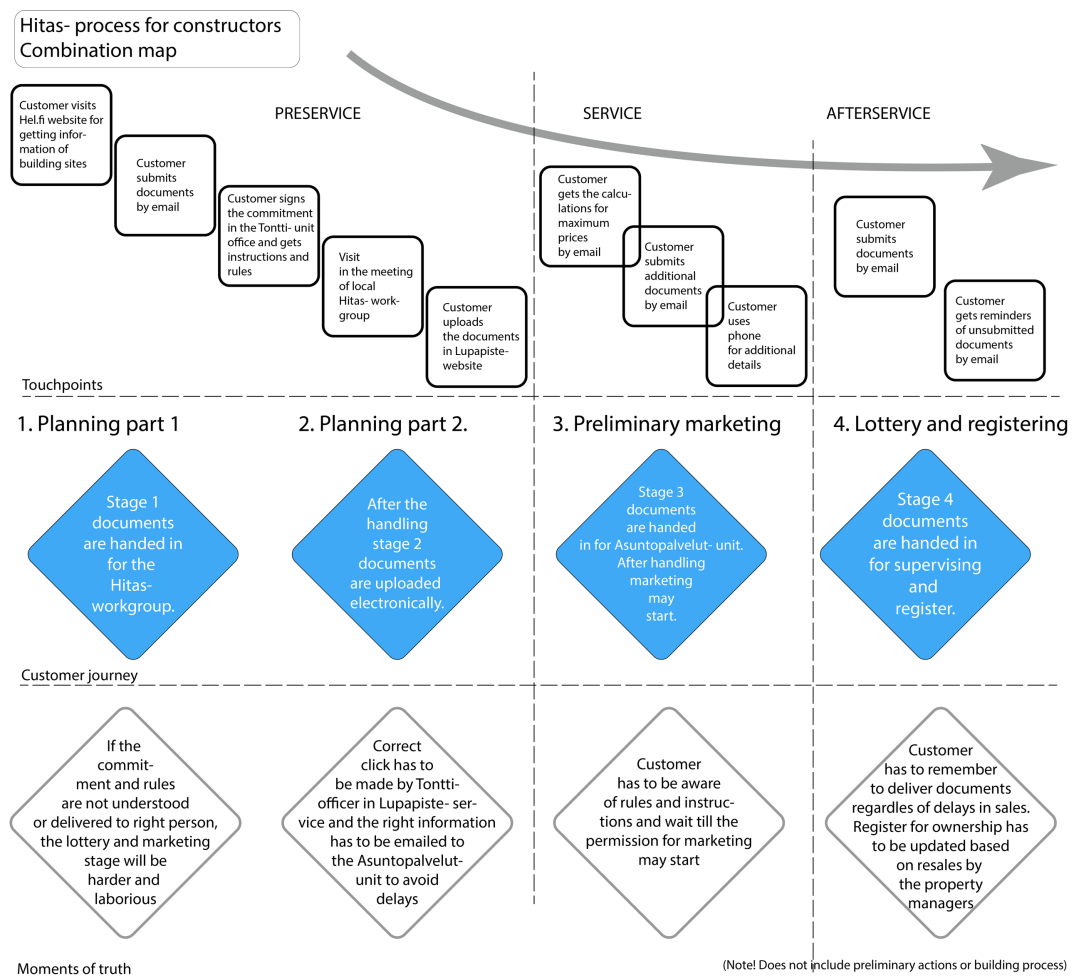 Hitas- process for constructors
Combination map
PRESERVICE
SERVICE
AFTERSERVICE
Customer visits
Hel.fi website for
getting infor-
mation of
building sites
Customer
submits
documents
by email
Customer signs
the commitment
in the Tontti- unit
office and gets
instructions and
rules
Visit
in the meeting
of local
Hitas- work-
group
Customer
uploads
the documents
in Lupapiste-
website
Customer
gets the calcu-
lations for
maximum
prices
by email
Customer
submits
additional
documents
by email
Customer
uses
phone
for additional
details
Customer
submits
documents
by email
Customer
gets reminders
of unsubmitted
documents
by email
Touchpoints
1. Planning part 1
2. Planning part 2.
3. Preliminary marketing
4. Lottery and registering
Stage 1
documents
are handed in
for the
Hitas-
workgroup.
After the
handling
stage 2
documents
are uploaded
electronically.
Stage 3
documents
are handed
in for Asuntopalvelut- unit.
After handling
marketing
may
start.
Stage 4
documents
are handed in
for supervising
and
register.
Customer journey
If the
commit-
ment and rules
are not understood
or delivered to right person,
the lottery and marketing
stage will be
harder and
laborious
Correct
click has to
be made by Tontti-
officer in Lupapiste- ser-
vice and the right information
has to be emailed to
the Asuntopalvelut-
unit to avoid
delays
Customer
has to be aware
of rules and instruc-
tions and wait till the
permission for marketing
may start
Customer
has to remember
to deliver documents
regardles of delays in sales.
Register for ownership has
to be updated based
on resales by
the property
managers
Moments of truth
(Note! Does not include preliminary actions or building process)